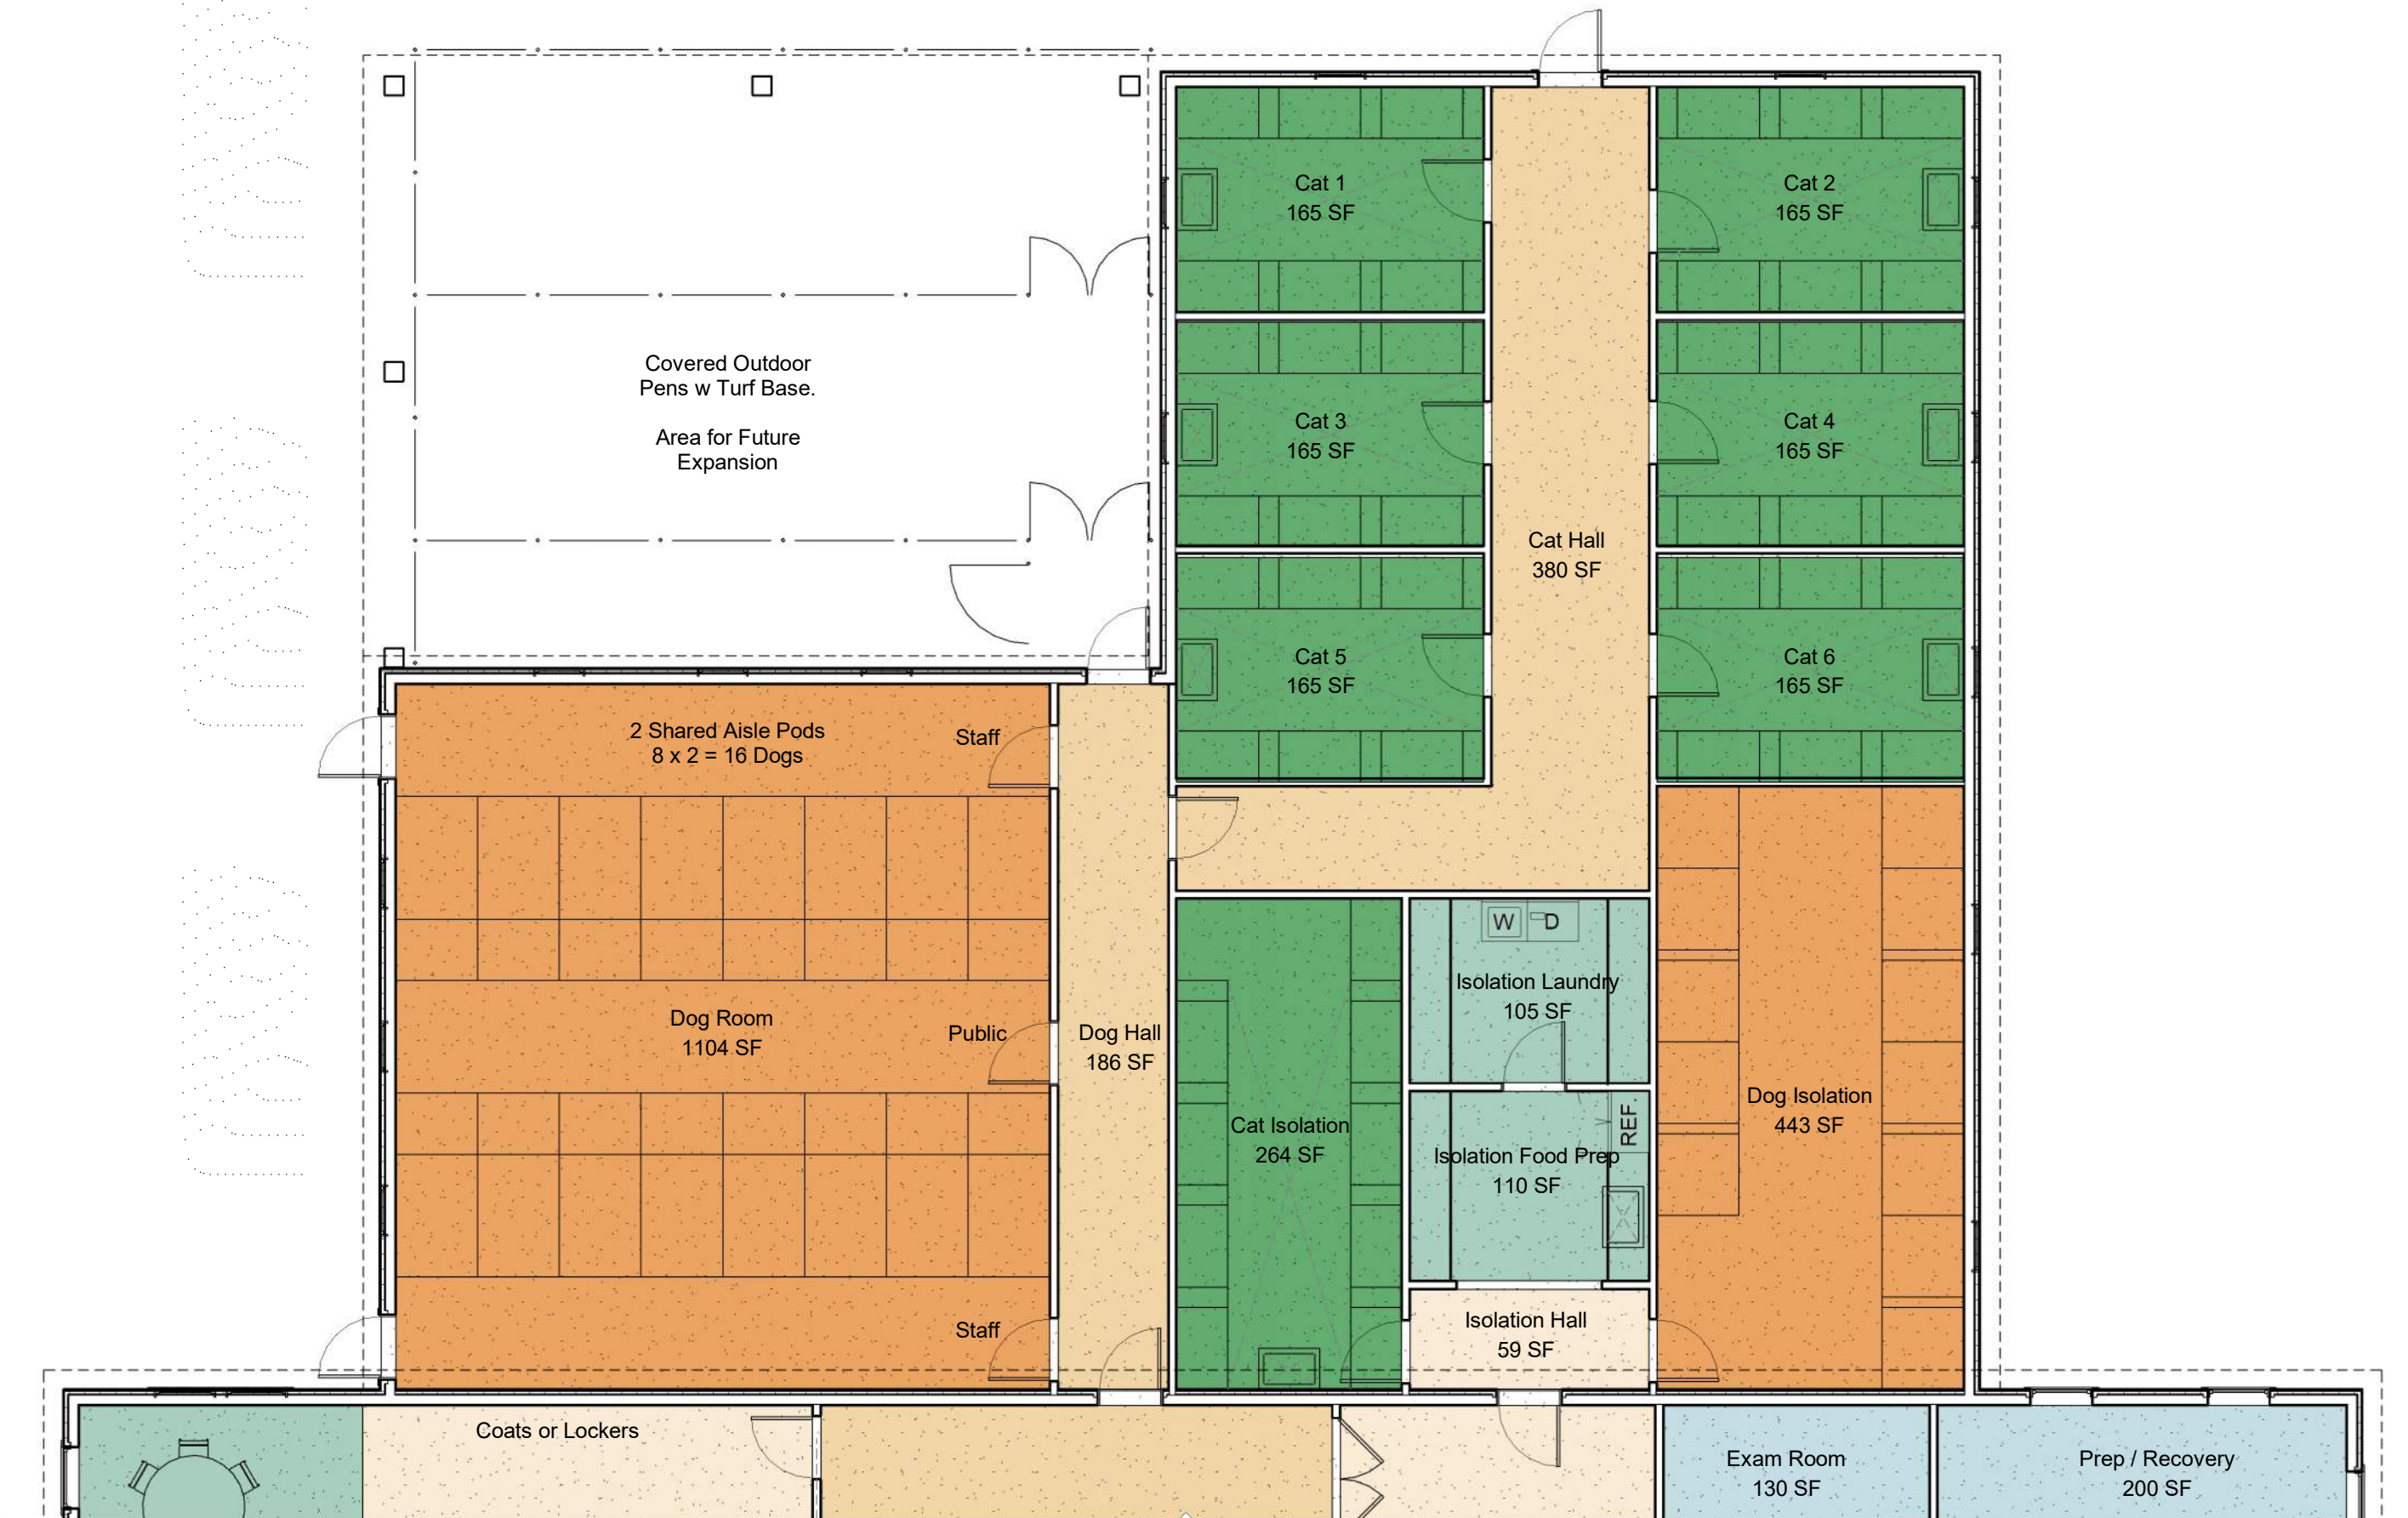 Cat 1
165 SF
Cat 2
165 SF
Covered Outdoor
Pens w Turf Base.
Area for Future
Expansion
Cat 3
165 SF
Cat 4
165 SF
Cat Hall
380 SF
Cat 5
165 SF
Cat 6
165 SF
2 Shared Aisle Pods
8 x 2 = 16 Dogs
Staff
W D
Isolation Laundry
105 SF
Dog Room
1104 SF
Public
Dog Hall
186 SF
Cat Isolation
264 SF
REF.
Isolation Food Prep
110 SF
Dog Isolation
443 SF
Staff
Isolation Hall
59 SF
Coats or Lockers
Exam Room
130 SF
Prep / Recovery
200 SF